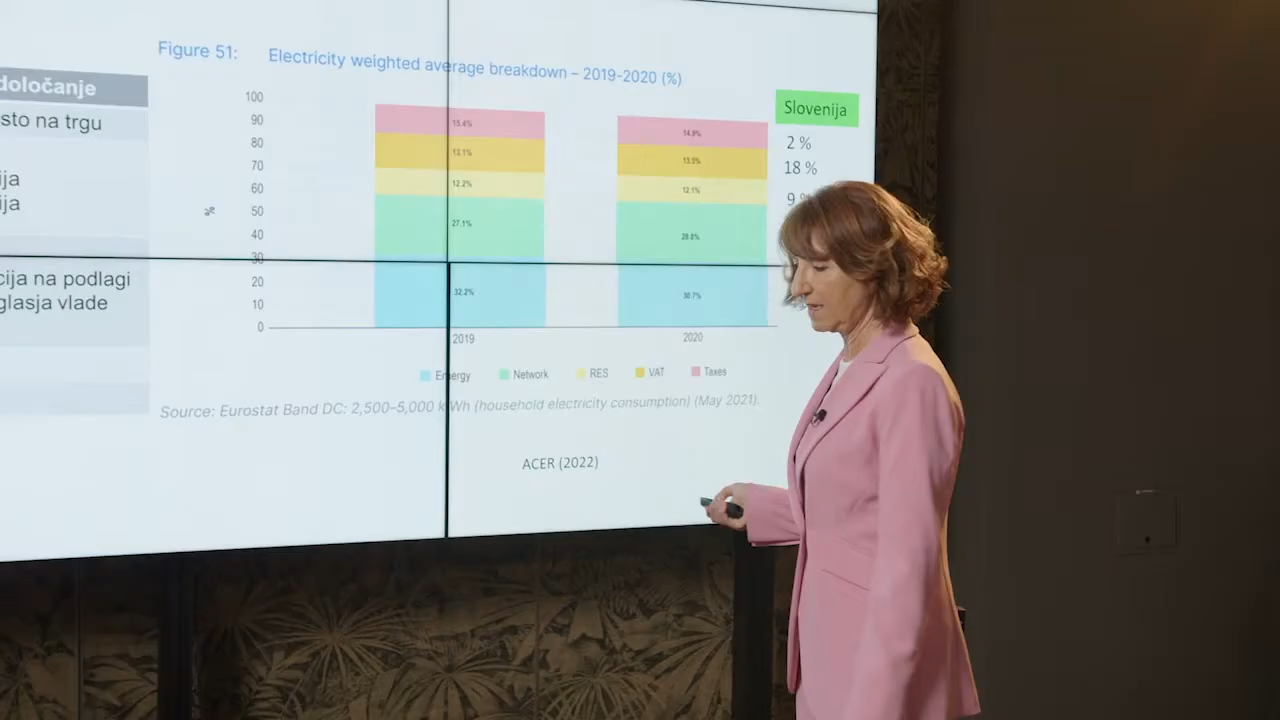 določanje
sto na trgu
ija
ija
cija na podlagi
glasja vlade
Figure 51: Electricity weighted average breakdown – 2019-2020 (%)
100
90
80
70
60
50
40
30
20
10
0
%
15.4%
13.1%
12.2%
27.1%
32.2%
14.9%
13.5%
12.1%
28.8%
30.7%
2019
2020
Energy Network RES VAT Taxes
Source: Eurostat Band DC: 2,500–5,000 kWh (household electricity consumption) (May 2021).
ACER (2022)
Slovenija
2 %
18 %
9